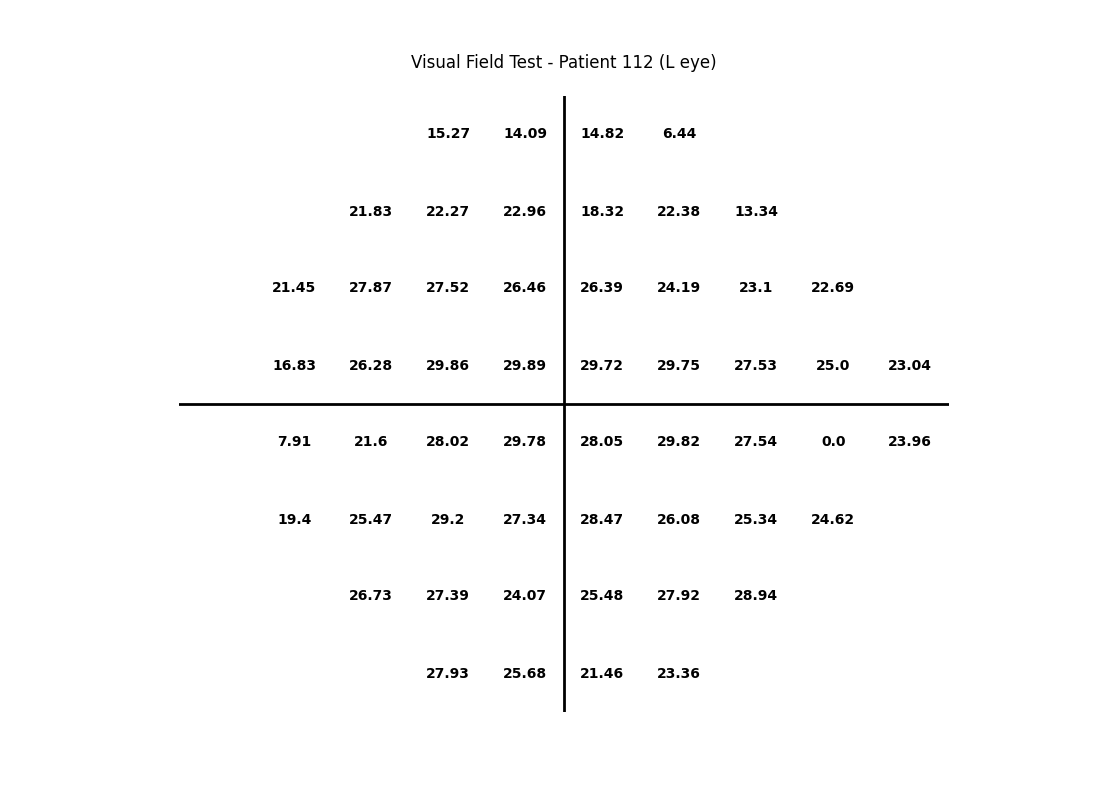 Visual Field Test - Patient 112 (L eye)
15.27 14.09 14.82 6.44
21.83 22.27 22.96 18.32 22.38 13.34
21.45 27.87 27.52 26.46 26.39 24.19 23.1 22.69
16.83 26.28 29.86 29.89 29.72 29.75 27.53 25.0 23.04
7.91 21.6 28.02 29.78 28.05 29.82 27.54 0.0 23.96
19.4 25.47 29.2 27.34 28.47 26.08 25.34 24.62
26.73 27.39 24.07 25.48 27.92 28.94
27.93 25.68 21.46 23.36